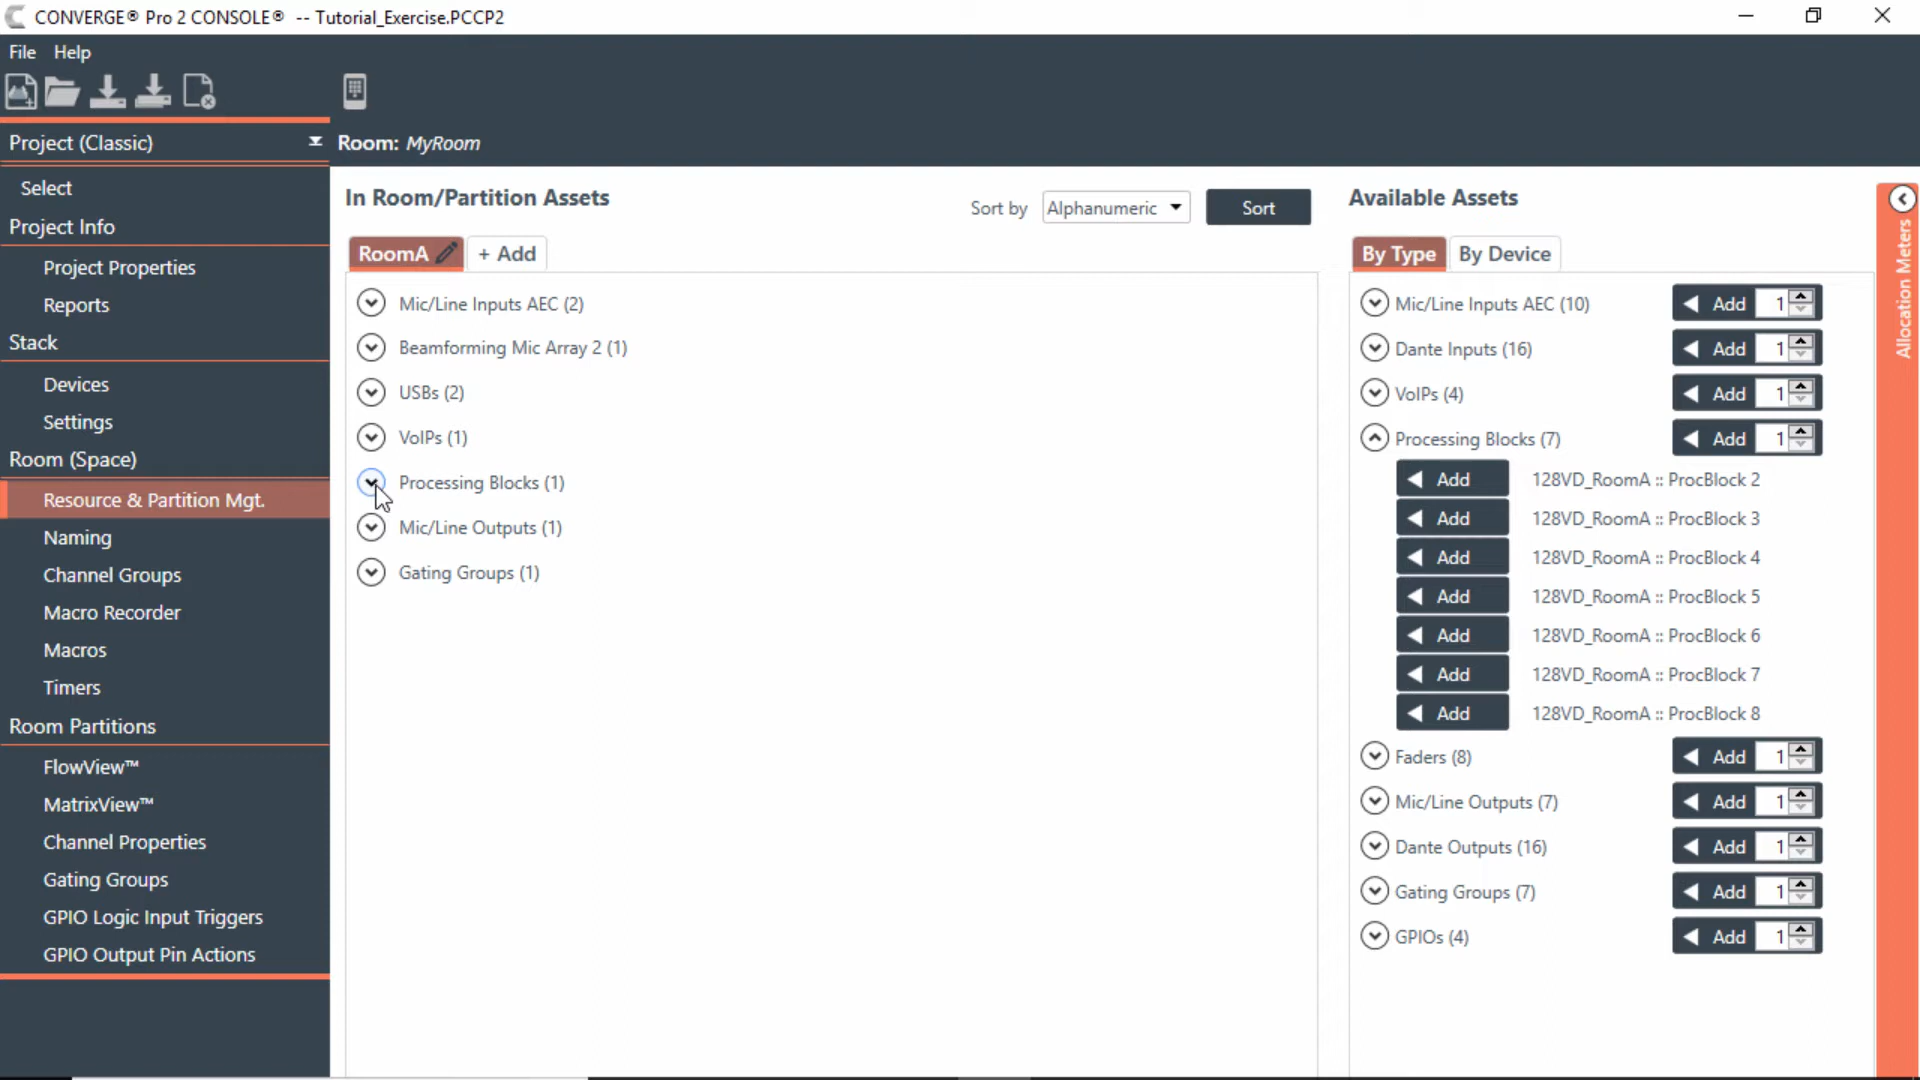 CONVERGE® Pro 2 CONSOLE® -- Tutorial_Exercise.PCCP2
File Help
Project (Classic)
Select
Project Info
Project Properties
Reports
Stack
Devices
Settings
Room (Space)
Resource & Partition Mgt.
Naming
Channel Groups
Macro Recorder
Macros
Timers
Room Partitions
FlowView™
MatrixView™
Channel Properties
Gating Groups
GPIO Logic Input Triggers
GPIO Output Pin Actions
Room: MyRoom
In Room/Partition Assets
Sort by Alphanumeric Sort
RoomA + Add
Mic/Line Inputs AEC (2)
Beamforming Mic Array 2 (1)
USBs (2)
VoIPs (1)
Processing Blocks (1)
Mic/Line Outputs (1)
Gating Groups (1)
Available Assets
By Type By Device
Mic/Line Inputs AEC (10) Add 1
Dante Inputs (16) Add 1
VoIPs (4) Add 1
Processing Blocks (7) Add 1
Add 128VD_RoomA :: ProcBlock 2
Add 128VD_RoomA :: ProcBlock 3
Add 128VD_RoomA :: ProcBlock 4
Add 128VD_RoomA :: ProcBlock 5
Add 128VD_RoomA :: ProcBlock 6
Add 128VD_RoomA :: ProcBlock 7
Add 128VD_RoomA :: ProcBlock 8
Faders (8) Add 1
Mic/Line Outputs (7) Add 1
Dante Outputs (16) Add 1
Gating Groups (7) Add 1
GPIOs (4) Add 1
Allocation Meters